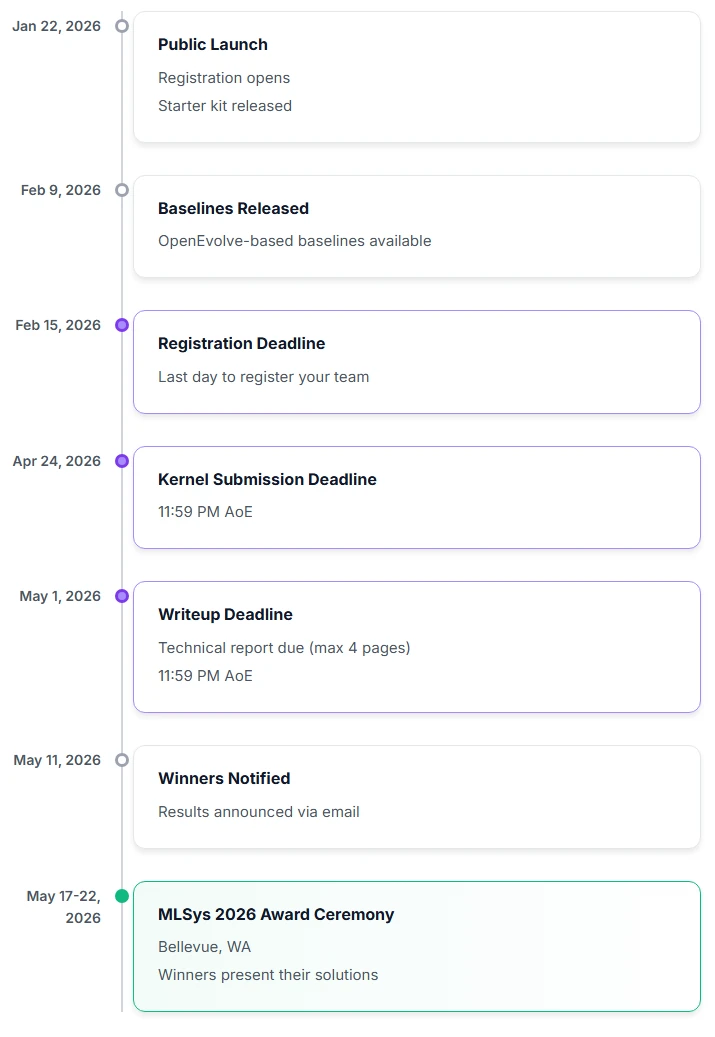 Jan 22, 2026
Public Launch
Registration opens
Starter kit released
Feb 9, 2026
Baselines Released
OpenEvolve-based baselines available
Feb 15, 2026
Registration Deadline
Last day to register your team
Apr 24, 2026
Kernel Submission Deadline
11:59 PM AoE
May 1, 2026
Writeup Deadline
Technical report due (max 4 pages)
11:59 PM AoE
May 11, 2026
Winners Notified
Results announced via email
May 17-22,
2026
MLSys 2026 Award Ceremony
Bellevue, WA
Winners present their solutions